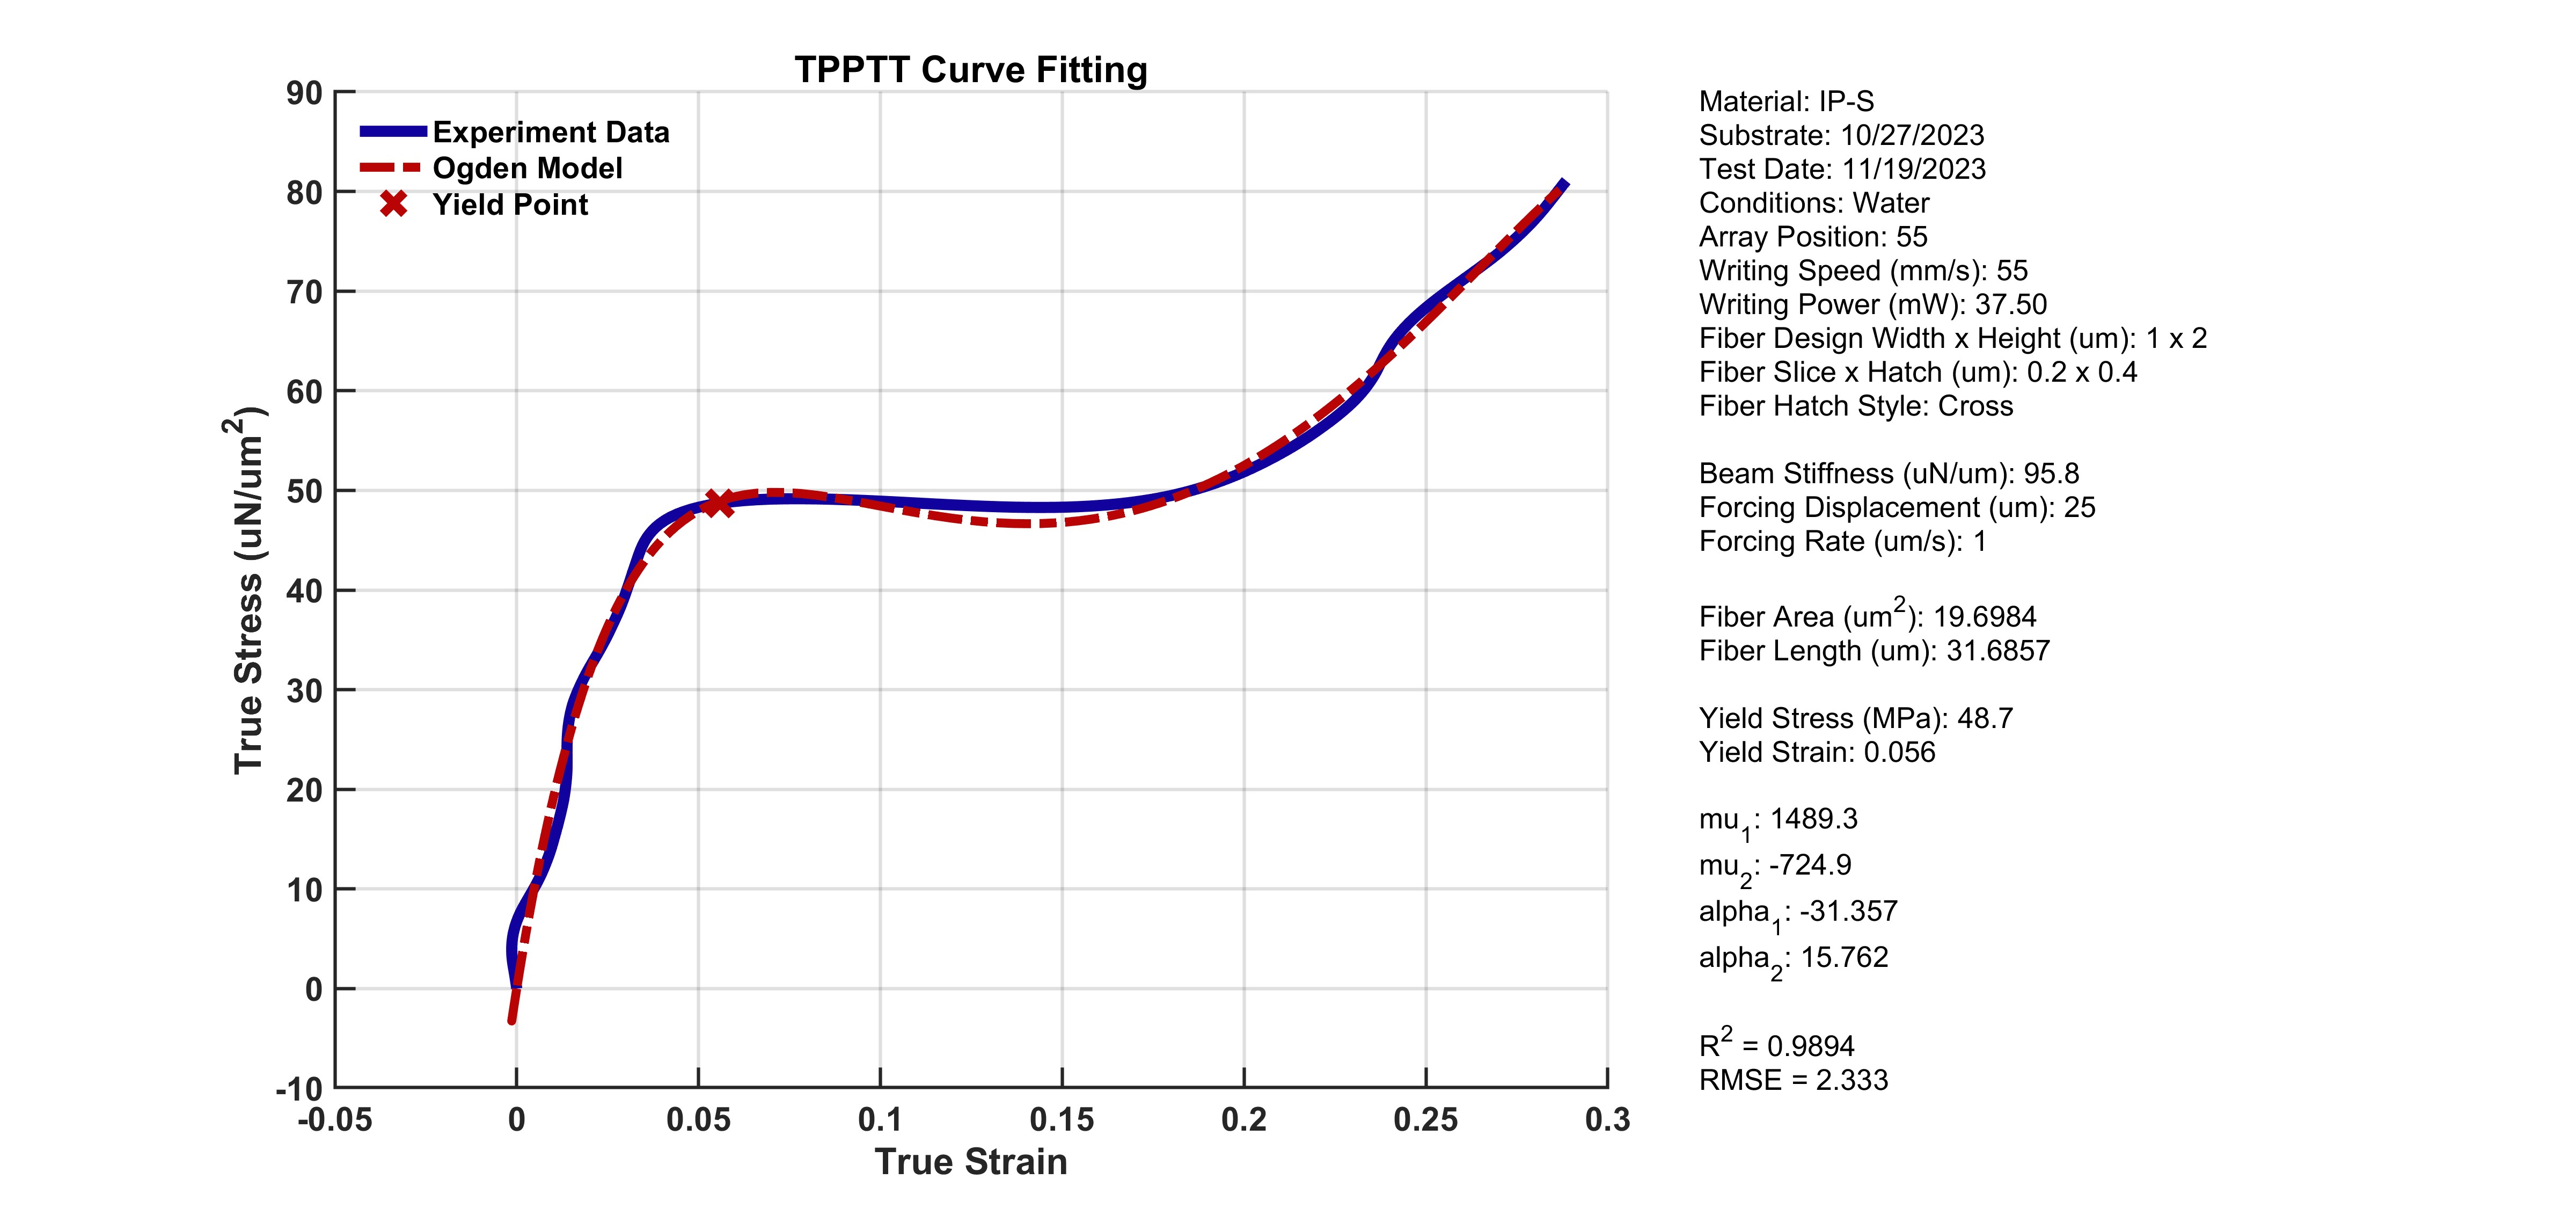 TPPTT Curve Fitting
90
80
70
60
50
40
30
20
10
0
-10
True Stress (uN/um²)
Experiment Data
Ogden Model
Yield Point
-0.05 0 0.05 0.1 0.15 0.2 0.25 0.3
True Strain
Material: IP-S
Substrate: 10/27/2023
Test Date: 11/19/2023
Conditions: Water
Array Position: 55
Writing Speed (mm/s): 55
Writing Power (mW): 37.50
Fiber Design Width x Height (um): 1 x 2
Fiber Slice x Hatch (um): 0.2 x 0.4
Fiber Hatch Style: Cross
Beam Stiffness (uN/um): 95.8
Forcing Displacement (um): 25
Forcing Rate (um/s): 1
Fiber Area (um²): 19.6984
Fiber Length (um): 31.6857
Yield Stress (MPa): 48.7
Yield Strain: 0.056
mu₁: 1489.3
mu₂: -724.9
alpha₁: -31.357
alpha₂: 15.762
R² = 0.9894
RMSE = 2.333